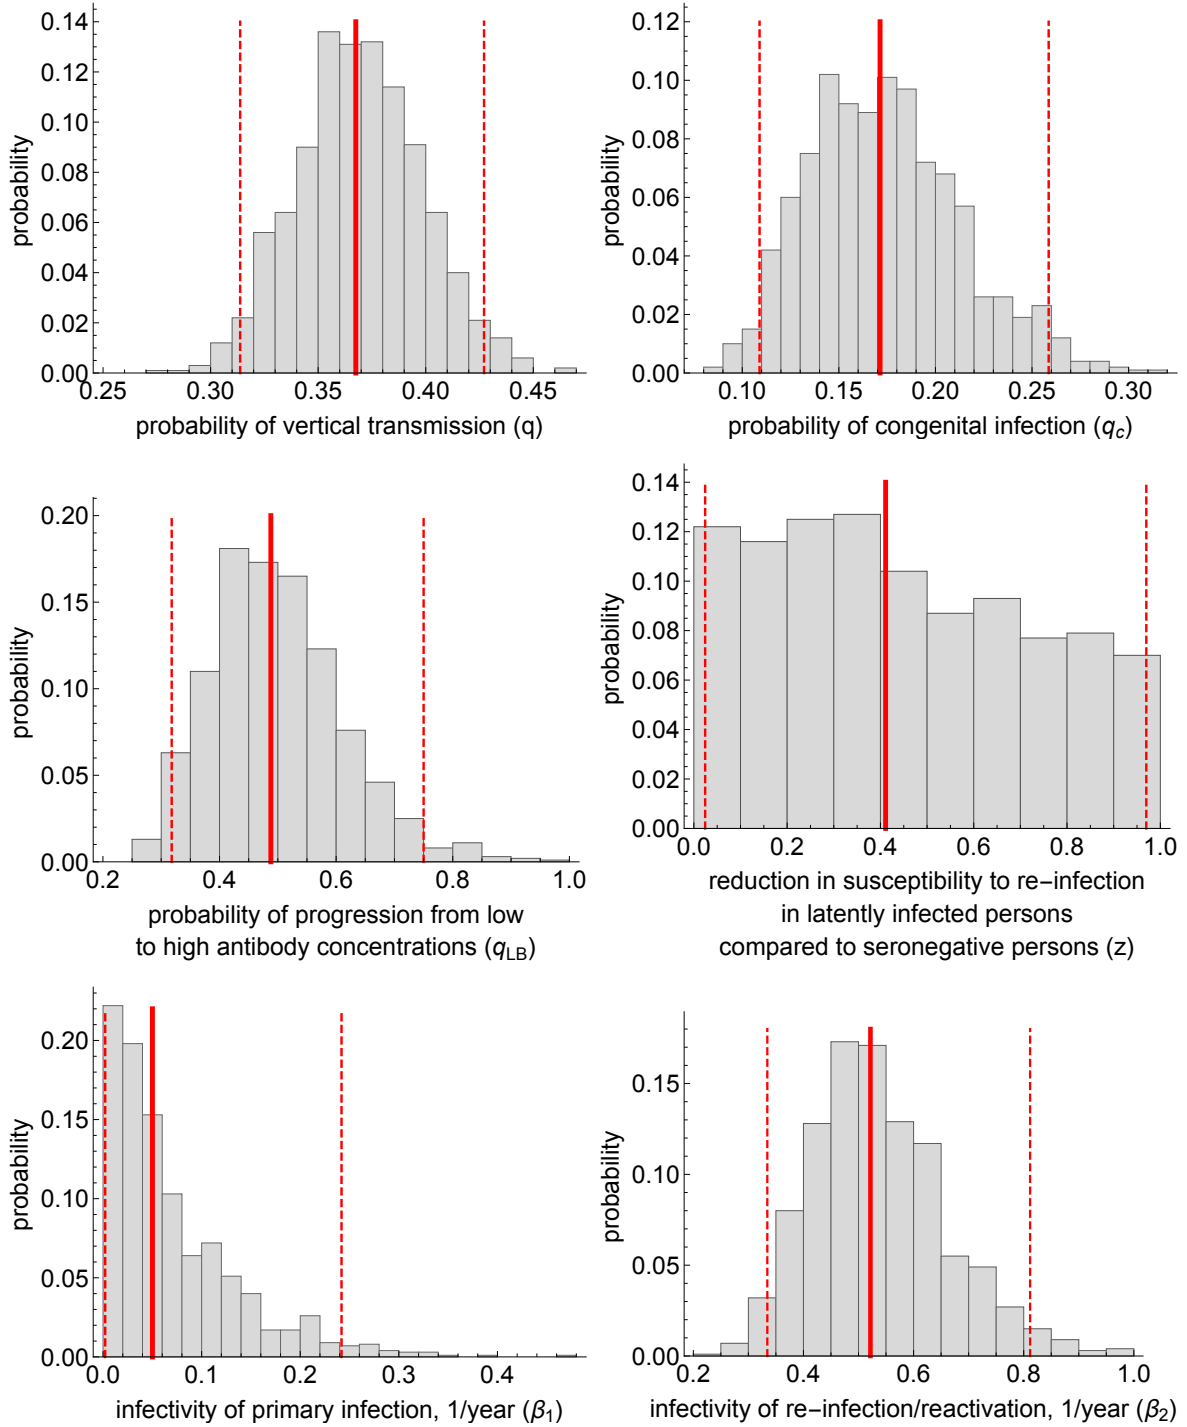 0.14
0.12
0.10
0.08
0.06
0.04
0.02
0.00
probability
0.25 0.30 0.35 0.40 0.45
probability of vertical transmission (q)
0.12
0.10
0.08
0.06
0.04
0.02
0.00
probability
0.10 0.15 0.20 0.25 0.30
probability of congenital infection (q_c)
0.20
0.15
0.10
0.05
0.00
probability
0.2 0.4 0.6 0.8 1.0
probability of progression from low
to high antibody concentrations (q_LB)
0.14
0.12
0.10
0.08
0.06
0.04
0.02
0.00
probability
0.0 0.2 0.4 0.6 0.8 1.0
reduction in susceptibility to re−infection
in latently infected persons
compared to seronegative persons (z)
0.20
0.15
0.10
0.05
0.00
probability
0.0 0.1 0.2 0.3 0.4
infectivity of primary infection, 1/year (β₁)
0.15
0.10
0.05
0.00
probability
0.2 0.4 0.6 0.8 1.0
infectivity of re−infection/reactivation, 1/year (β₂)